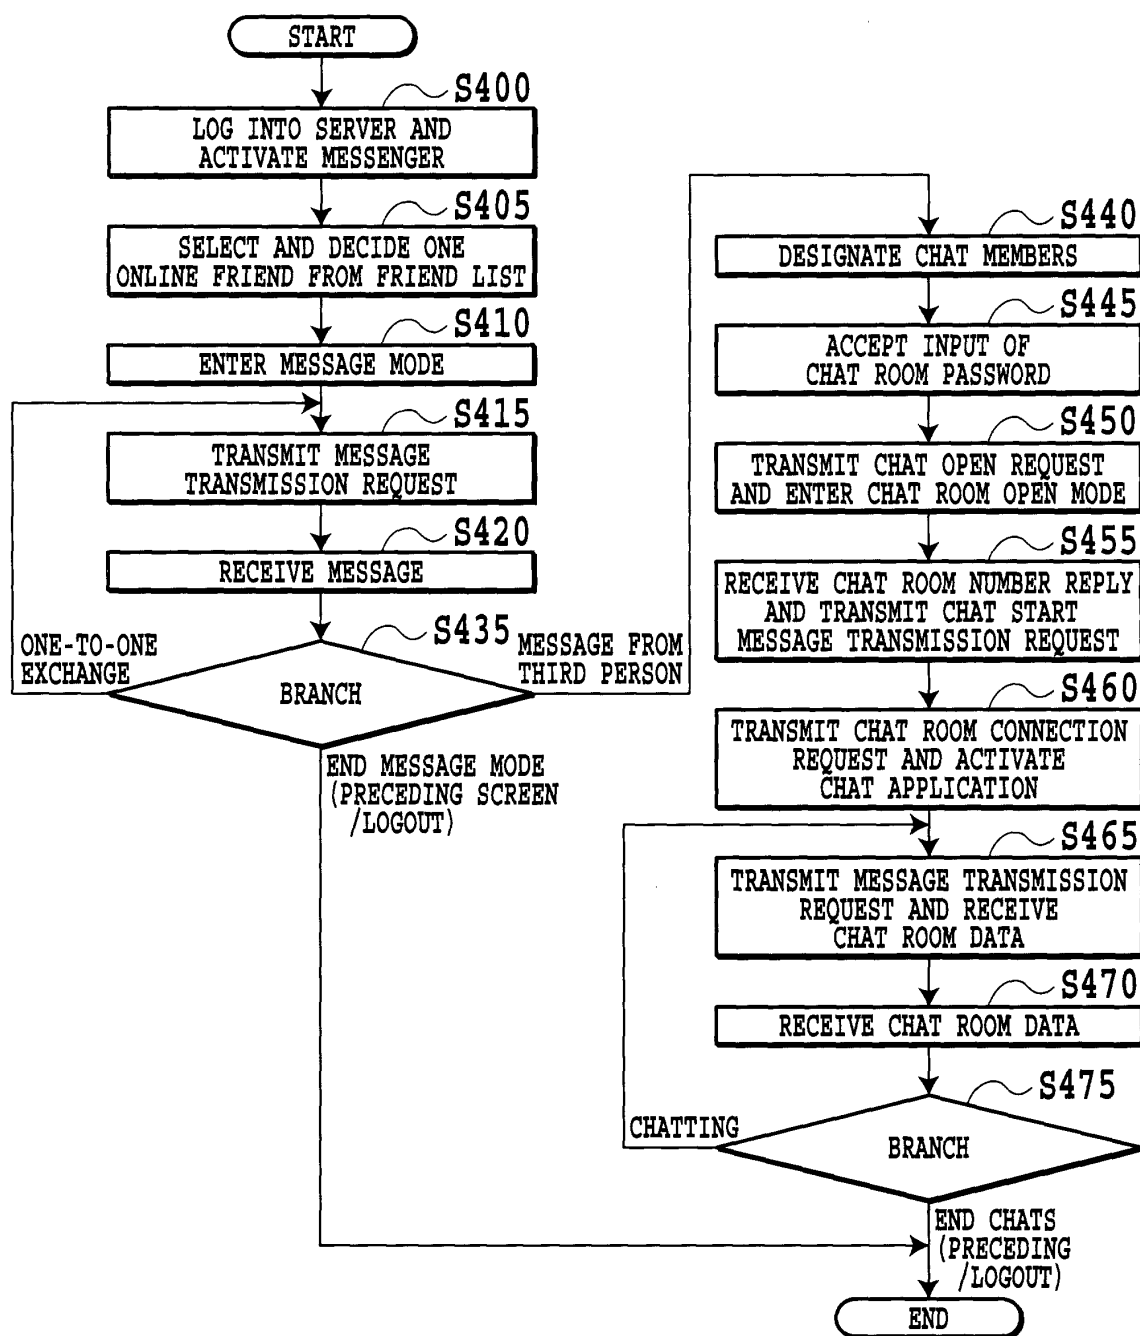 START
S400
LOG INTO SERVER AND
ACTIVATE MESSENGER
S405
SELECT AND DECIDE ONE
ONLINE FRIEND FROM FRIEND LIST
S410
ENTER MESSAGE MODE
S415
TRANSMIT MESSAGE
TRANSMISSION REQUEST
S420
RECEIVE MESSAGE
S435
ONE-TO-ONE
EXCHANGE
BRANCH
MESSAGE FROM
THIRD PERSON
END MESSAGE MODE
(PRECEDING SCREEN
/LOGOUT)
S440
DESIGNATE CHAT MEMBERS
S445
ACCEPT INPUT OF
CHAT ROOM PASSWORD
S450
TRANSMIT CHAT OPEN REQUEST
AND ENTER CHAT ROOM OPEN MODE
S455
RECEIVE CHAT ROOM NUMBER REPLY
AND TRANSMIT CHAT START
MESSAGE TRANSMISSION REQUEST
S460
TRANSMIT CHAT ROOM CONNECTION
REQUEST AND ACTIVATE
CHAT APPLICATION
S465
TRANSMIT MESSAGE TRANSMISSION
REQUEST AND RECEIVE
CHAT ROOM DATA
S470
RECEIVE CHAT ROOM DATA
S475
CHATTING
BRANCH
END CHATS
(PRECEDING
/LOGOUT)
END